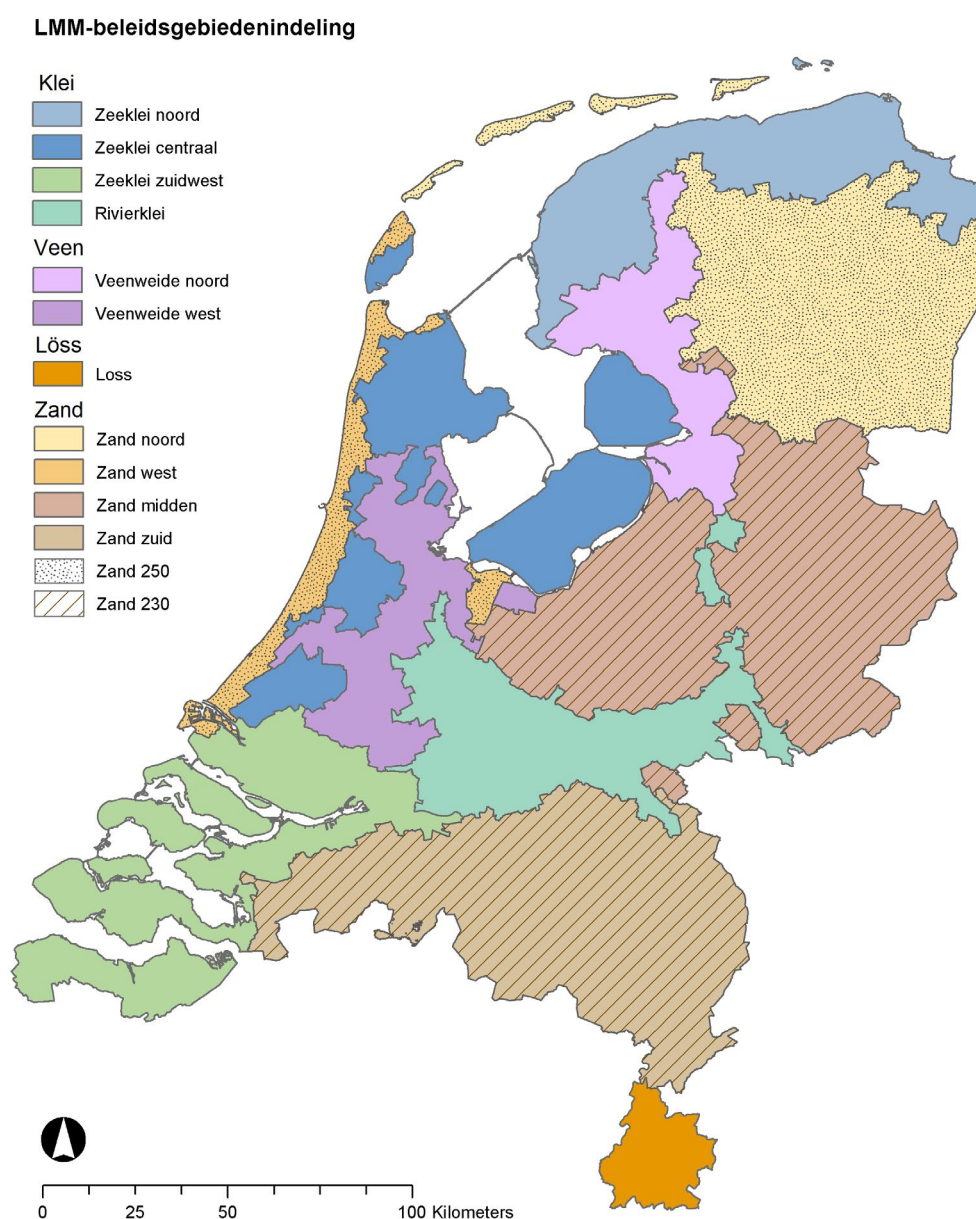 LMM-beleidsgebiedenindeling
Klei
Zeeklei noord
Zeeklei centraal
Zeeklei zuidwest
Rivierklei
Veen
Veenweide noord
Veenweide west
Löss
Loss
Zand
Zand noord
Zand west
Zand midden
Zand zuid
Zand 250
Zand 230
0 25 50 100 Kilometers